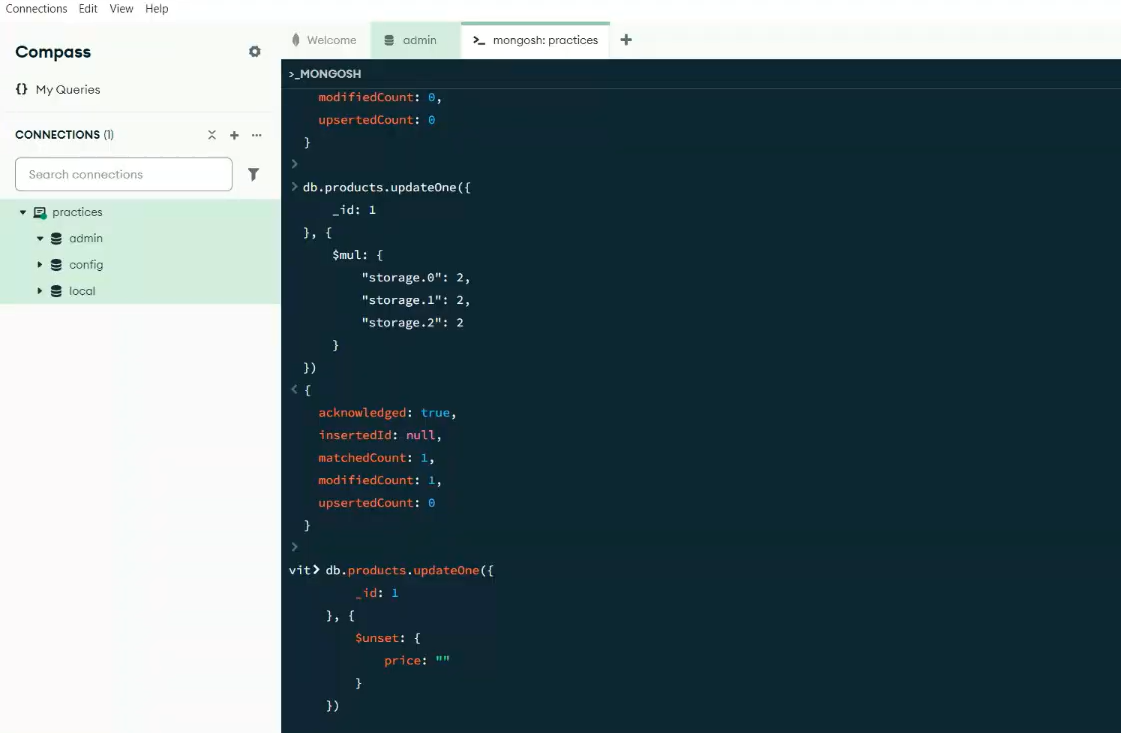 Connections Edit View Help
Compass
{} My Queries
CONNECTIONS (1)
Search connections
practices
admin
config
local
Welcome
admin
>_ mongosh: practices
>_MONGOSH
modifiedCount: 0,
upsertedCount: 0
}
>
> db.products.updateOne({
_id: 1
}, {
$mul: {
"storage.0": 2,
"storage.1": 2,
"storage.2": 2
}
})
< {
acknowledged: true,
insertedId: null,
matchedCount: 1,
modifiedCount: 1,
upsertedCount: 0
}
>
vit> db.products.updateOne({
_id: 1
}, {
$unset: {
price: ""
}
})